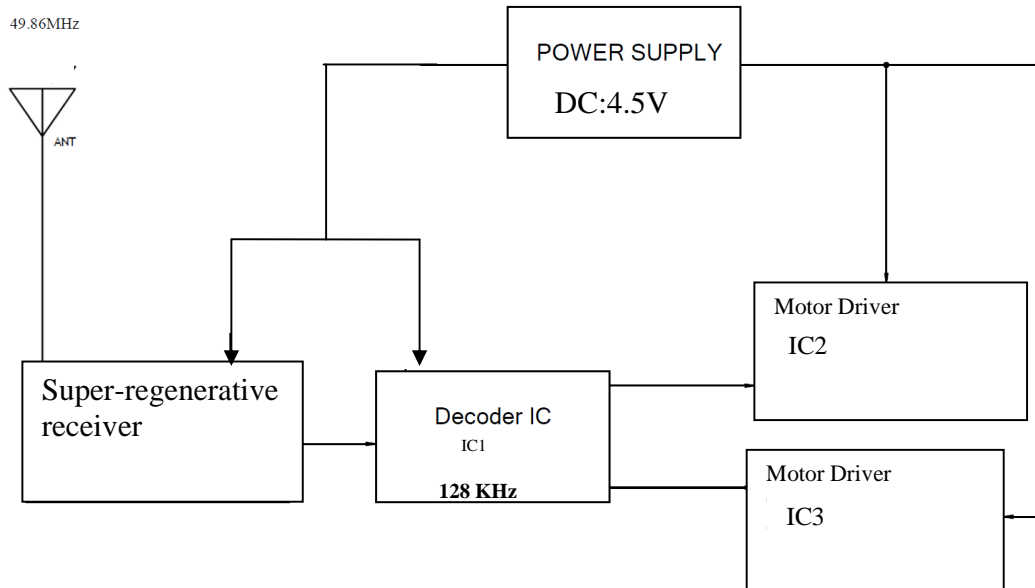 49.86MHz
ANT
POWER SUPPLY
DC:4.5V
Motor Driver
IC2
Super-regenerative
receiver
Decoder IC
IC1
128 KHz
Motor Driver
IC3